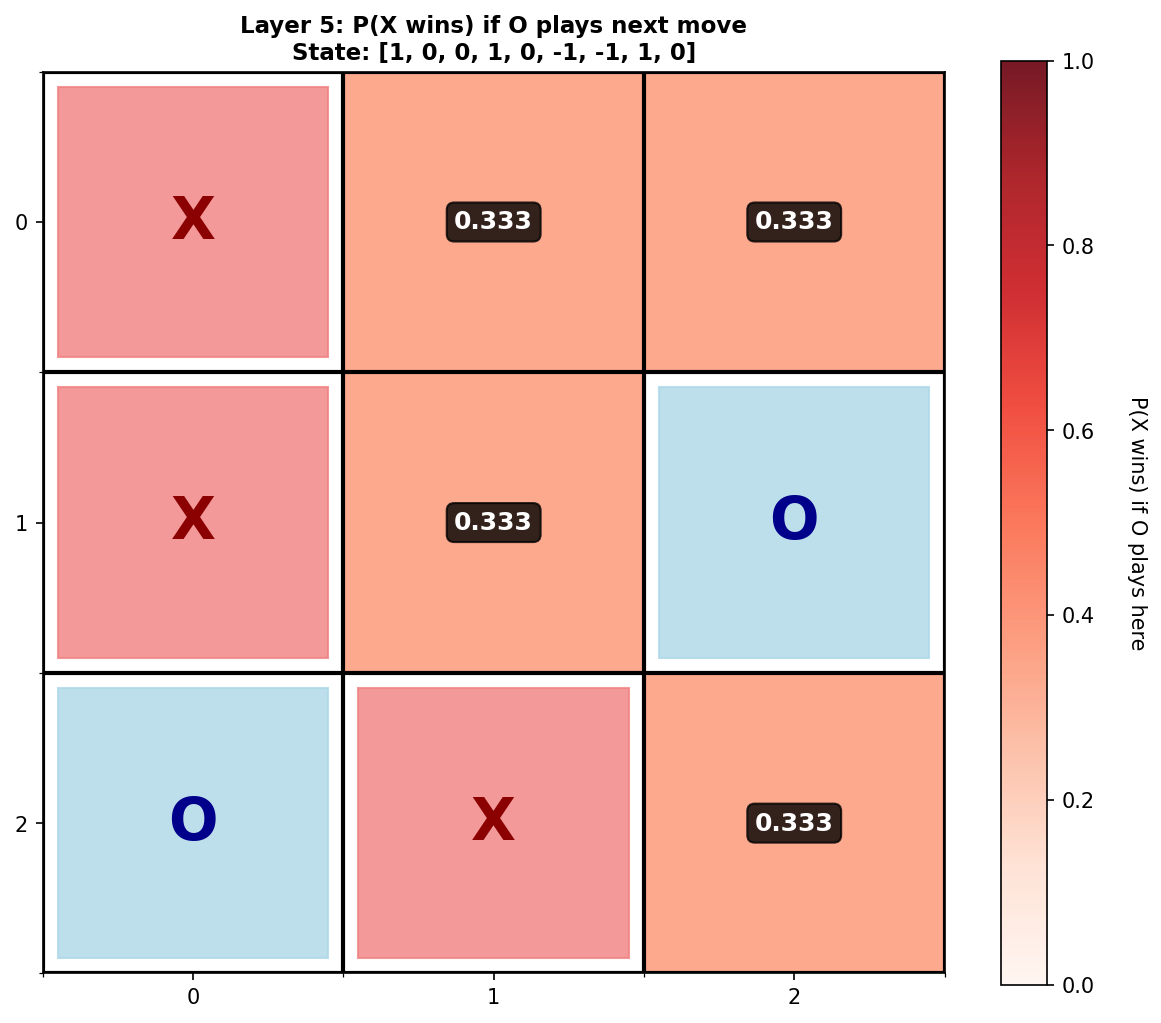 Layer 5: P(X wins) if O plays next move
State: [1, 0, 0, 1, 0, -1, -1, 1, 0]
0
X
0.333
0.333
1
X
0.333
O
2
O
X
0.333
0
1
2
1.0
0.8
0.6
0.4
0.2
0.0
P(X wins) if O plays here